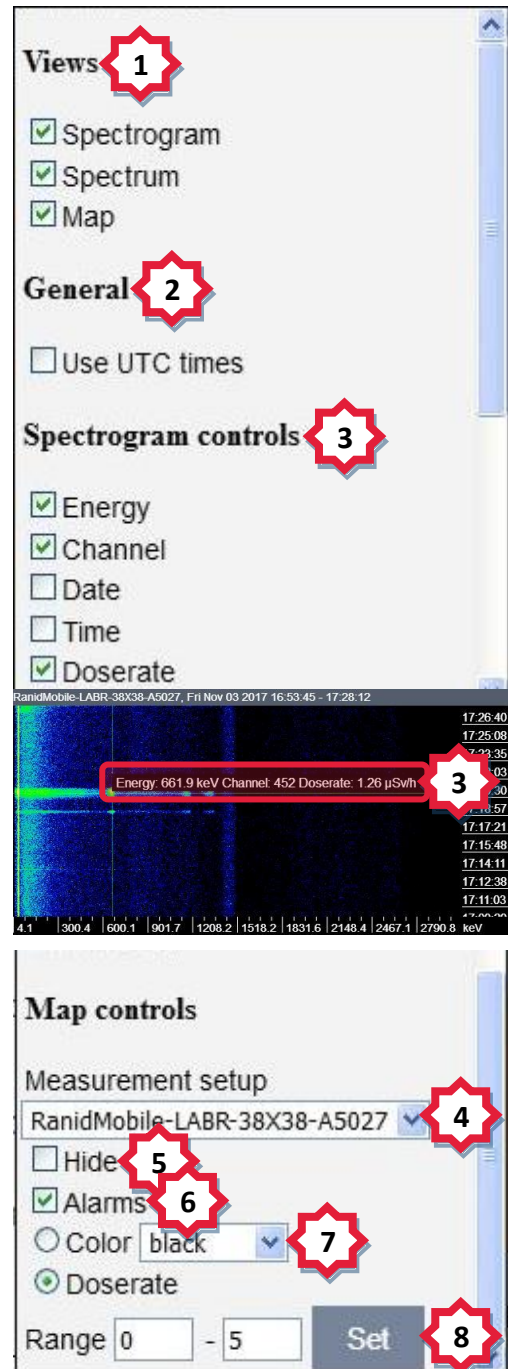 Views 1
Spectrogram
Spectrum
Map
General 2
Use UTC times
Spectrogram controls 3
Energy
Channel
Date
Time
Doserate
RanidMobile-LABR-38X38-A5027, Fri Nov 03 2017 16:53:45 - 17:28:12
17:26:40
17:25:08
Energy: 661.9 keV Channel: 452 Doserate: 1.26 µSv/h 3
17:17:21
17:15:48
17:14:11
17:12:38
17:11:03
4.1 300.4 600.1 901.7 1208.2 1518.2 1831.6 2148.4 2467.1 2790.8 keV
Map controls
Measurement setup
RanidMobile-LABR-38X38-A5027 4
Hide 5
Alarms 6
Color black 7
Doserate
Range 0 - 5 Set 8